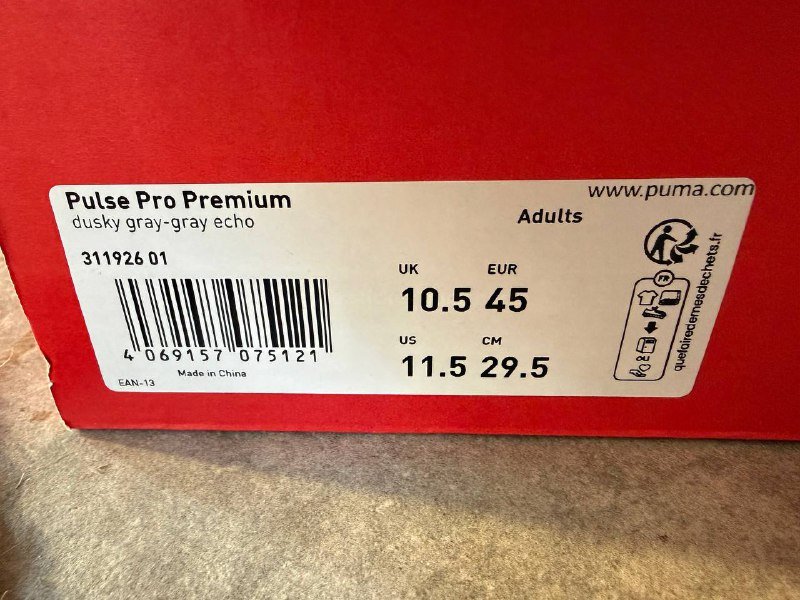 www.puma.com
Pulse Pro Premium
dusky gray-gray echo
Adults
311926 01
UK EUR
10.5 45
US CM
11.5 29.5
4 069157 075121
Made in China
EAN-13
FR
quefairedemesdechets.fr